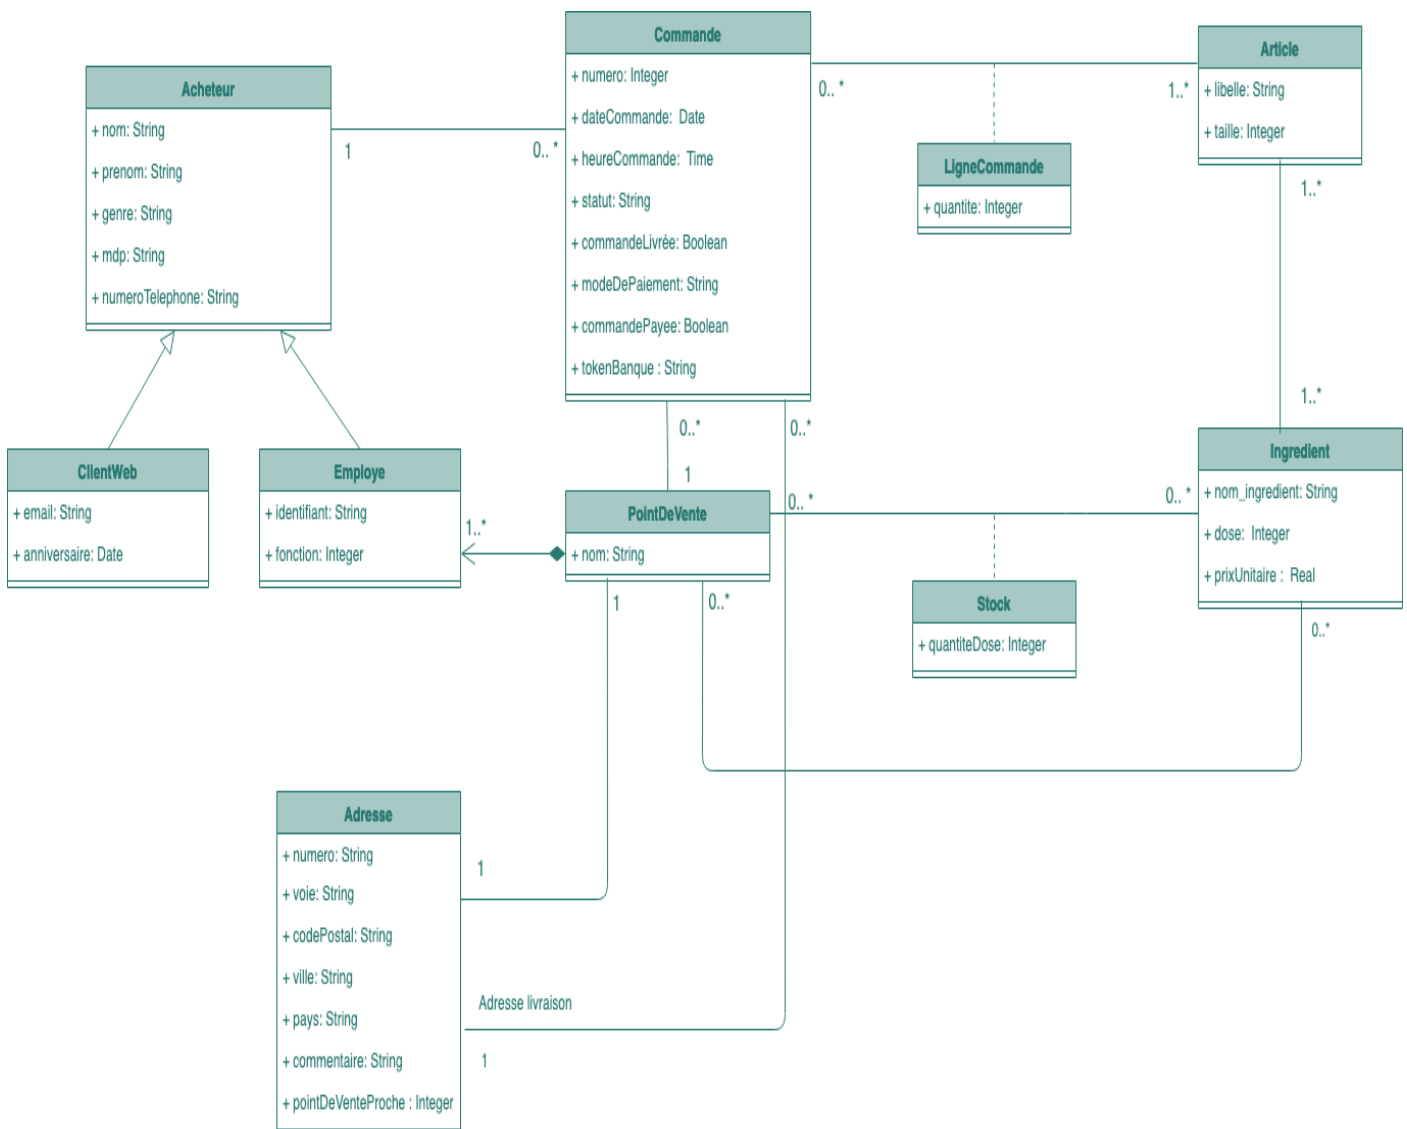 Acheteur
+ nom: String
+ prenom: String
+ genre: String
+ mdp: String
+ numeroTelephone: String
1
0.. *
Commande
+ numero: Integer
+ dateCommande:  Date
+ heureCommande:  Time
+ statut: String
+ commandeLivrée: Boolean
+ modeDePaiement: String
+ commandePayee: Boolean
+ tokenBanque : String
0.. *
1..*
Article
+ libelle: String
+ taille: Integer
LigneCommande
+ quantite: Integer
1..*
1..*
0..*
0..*
1
ClientWeb
+ email: String
+ anniversaire: Date
Employe
+ identifiant: String
+ fonction: Integer
1..*
PointDeVente
+ nom: String
0..*
0.. *
Ingredient
+ nom_ingredient: String
+ dose:  Integer
+ prixUnitaire :  Real
Stock
+ quantiteDose: Integer
1
0..*
0..*
Adresse
+ numero: String
+ voie: String
+ codePostal: String
+ ville: String
+ pays: String
+ commentaire: String
+ pointDeVenteProche : Integer
1
Adresse livraison
1